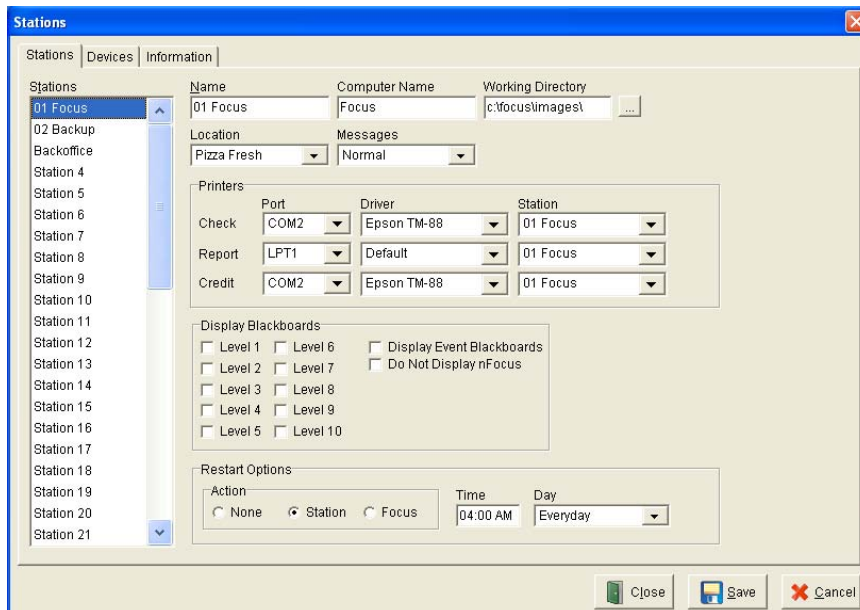 Stations
Stations Devices Information
Stations
01 Focus
02 Backup
Backoffice
Station 4
Station 5
Station 6
Station 7
Station 8
Station 9
Station 10
Station 11
Station 12
Station 13
Station 14
Station 15
Station 16
Station 17
Station 18
Station 19
Station 20
Station 21
Name Computer Name Working Directory
01 Focus Focus c:\focus\images\ ...
Location Messages
Pizza Fresh Normal
Printers
Port Driver Station
Check COM2 Epson TM-88 01 Focus
Report LPT1 Default 01 Focus
Credit COM2 Epson TM-88 01 Focus
Display Blackboards
Level 1 Level 6 Display Event Blackboards
Level 2 Level 7 Do Not Display nFocus
Level 3 Level 8
Level 4 Level 9
Level 5 Level 10
Restart Options
Action Time Day
None Station Focus 04:00 AM Everyday
Close Save Cancel